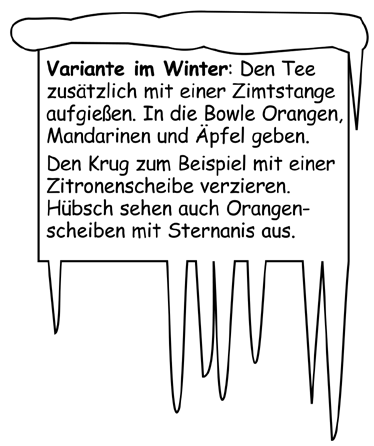 Variante im Winter: Den Tee
zusätzlich mit einer Zimtstange
aufgießen. In die Bowle Orangen,
Mandarinen und Äpfel geben.
Den Krug zum Beispiel mit einer
Zitronenscheibe verzieren.
Hübsch sehen auch Orangen-
scheiben mit Sternanis aus.